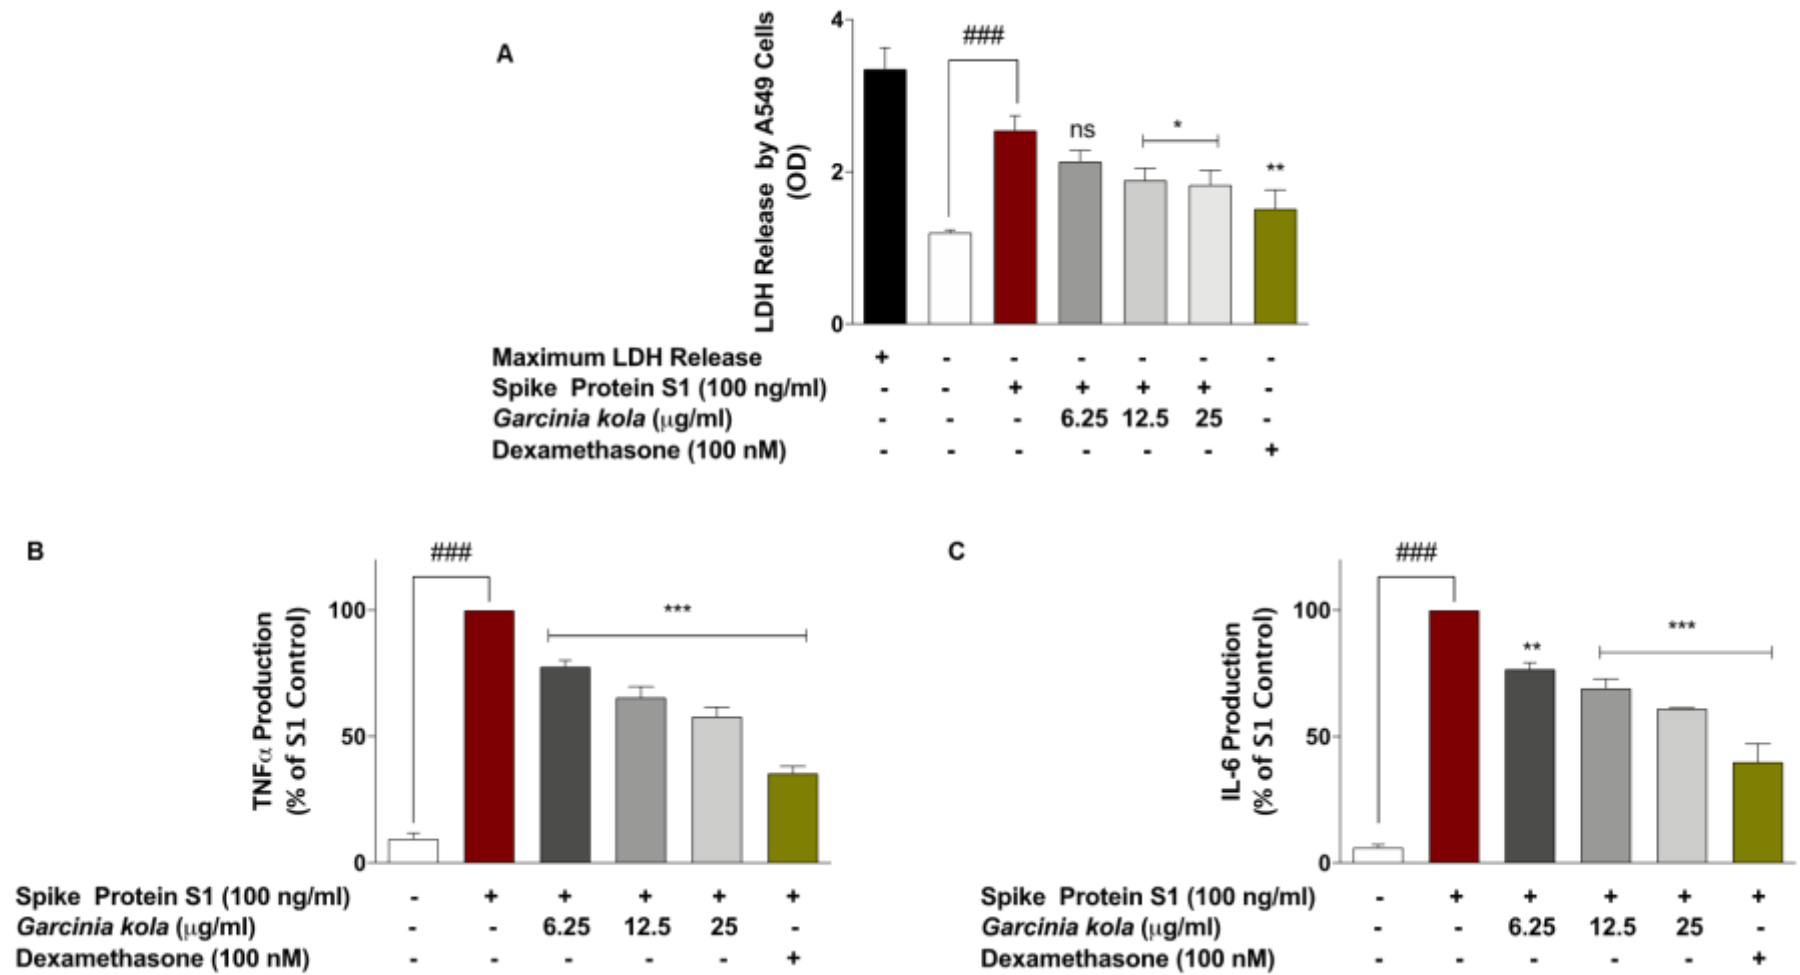 A
LDH Release by A549 Cells
(OD)
4
2
0
###
ns
*
**
Maximum LDH Release + - - - - - -
Spike Protein S1 (100 ng/ml) - - + + + + -
Garcinia kola (μg/ml) - - - 6.25 12.5 25 -
Dexamethasone (100 nM) - - - - - - +
B
TNFα Production
(% of S1 Control)
100
50
0
###
***
Spike Protein S1 (100 ng/ml) - + + + + +
Garcinia kola (μg/ml) - - 6.25 12.5 25 -
Dexamethasone (100 nM) - - - - - +
C
IL-6 Production
(% of S1 Control)
100
50
0
###
**
***
Spike Protein S1 (100 ng/ml) - + + + + +
Garcinia kola (μg/ml) - - 6.25 12.5 25 -
Dexamethasone (100 nM) - - - - - +